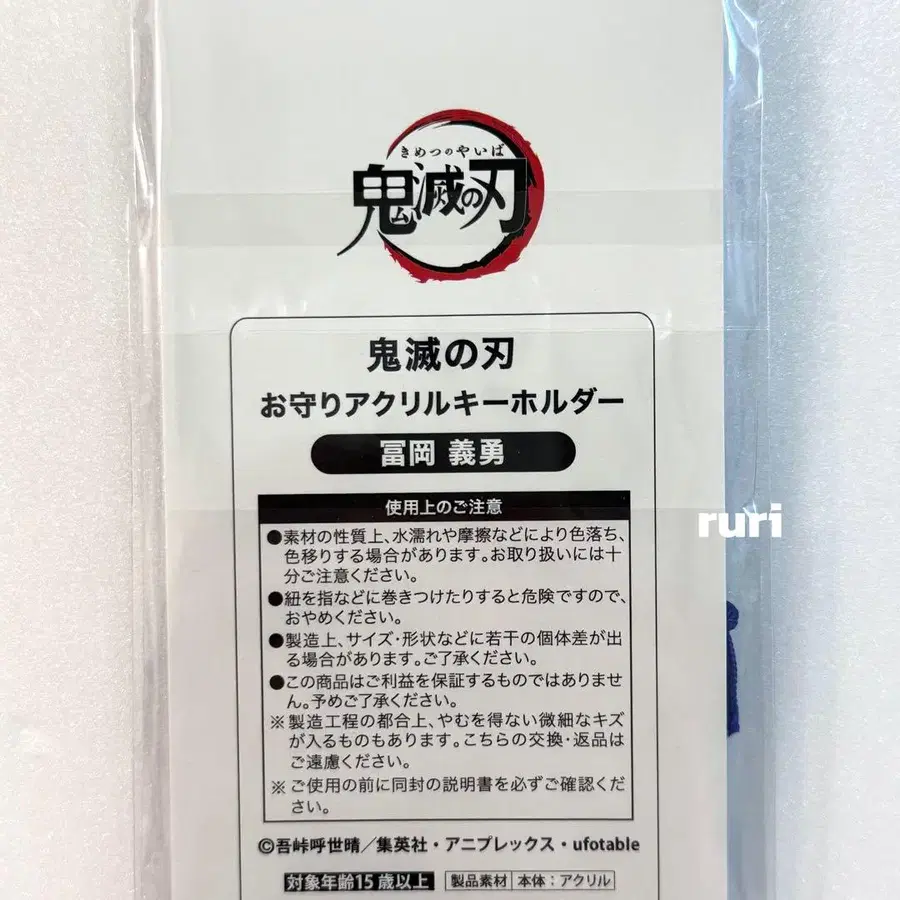 きめつのやいば
鬼滅の刃
鬼滅の刃
お守りアクリルキーホルダー
冨岡 義勇
使用上のご注意
●素材の性質上、水濡れや摩擦などにより色落ち、
色移りする場合があります。お取り扱いには十
分ご注意ください。
●紐を指などに巻きつけたりすると危険ですので、
おやめください。
●製造上、サイズ・形状などに若干の個体差が出
る場合があります。ご了承ください。
●この商品はご利益を保証するものではありませ
ん。予めご了承ください。
※製造工程の都合上、やむを得ない微細なキズ
が入るものもあります。こちらの交換・返品は
ご遠慮ください。
※ご使用の前に同封の説明書を必ずご確認くだ
さい。
©吾峠呼世晴／集英社・アニプレックス・ufotable
対象年齢15歳以上 製品素材 本体：アクリル
ruri